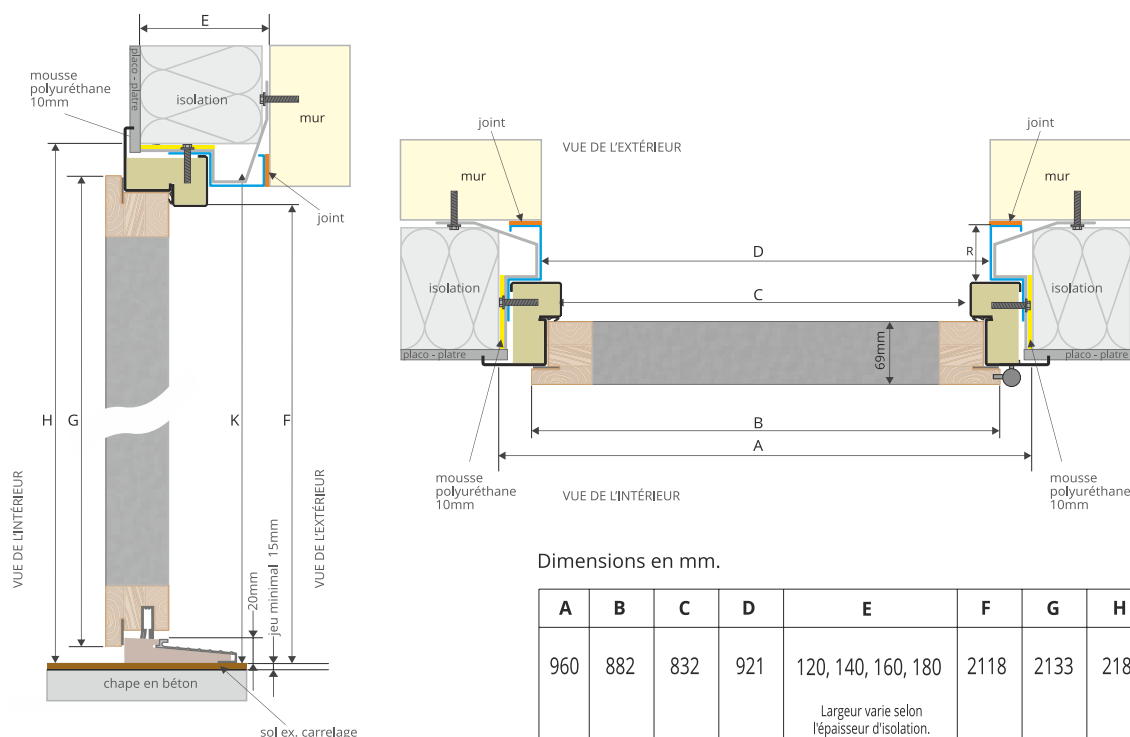 E
mousse
polyuréthane
10mm
placo - platre
isolation
mur
joint
H
G
K
F
VUE DE L'INTÉRIEUR
VUE DE L'EXTÉRIEUR
20mm
jeu minimal 15mm
chape en béton
sol ex. carrelage
joint
VUE DE L'EXTÉRIEUR
joint
mur
mur
R
D
isolation
isolation
C
placo - platre
69mm
placo - platre
B
A
mousse
polyuréthane
10mm
VUE DE L'INTÉRIEUR
mousse
polyuréthane
10mm
Dimensions en mm.
A B C D E F G H
960 882 832 921 120, 140, 160, 180 2118 2133
Largeur varie selon
l'épaisseur d'isolation.